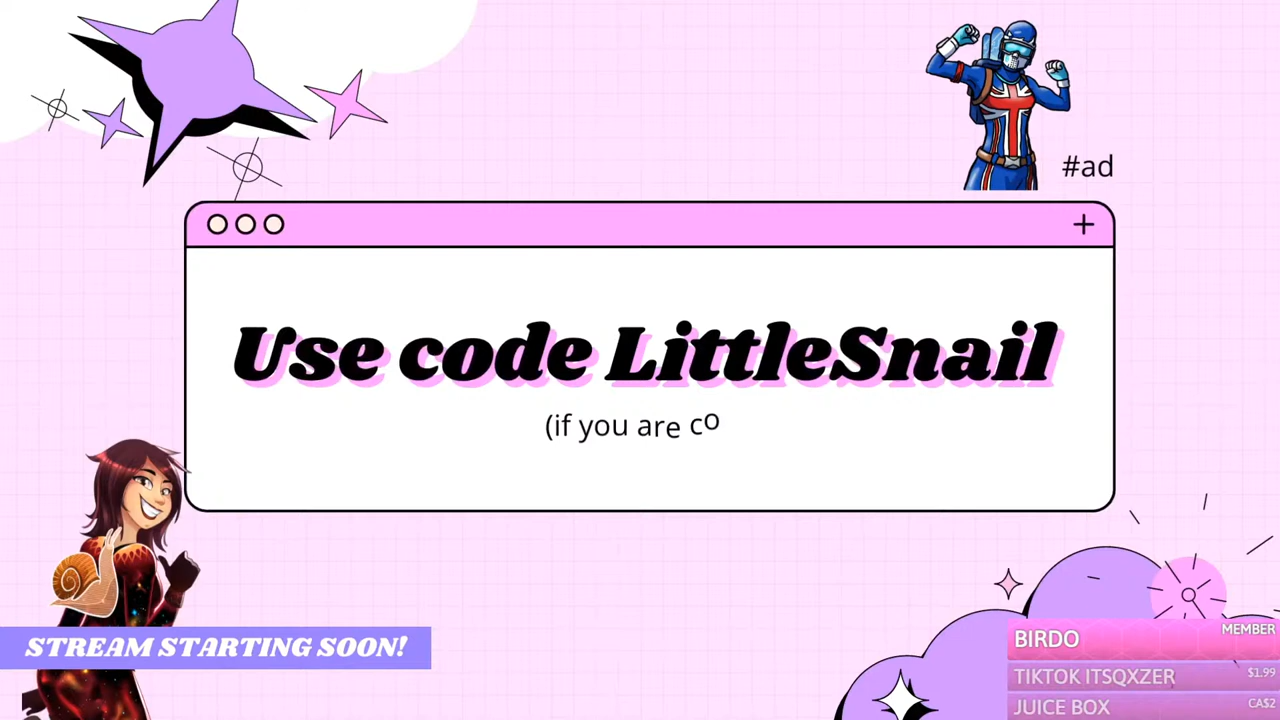 #ad
Use code LittleSnail
(if you are co
STREAM STARTING SOON!
BIRDO MEMBER
TIKTOK ITSQXZER $1.99
JUICE BOX CA$2